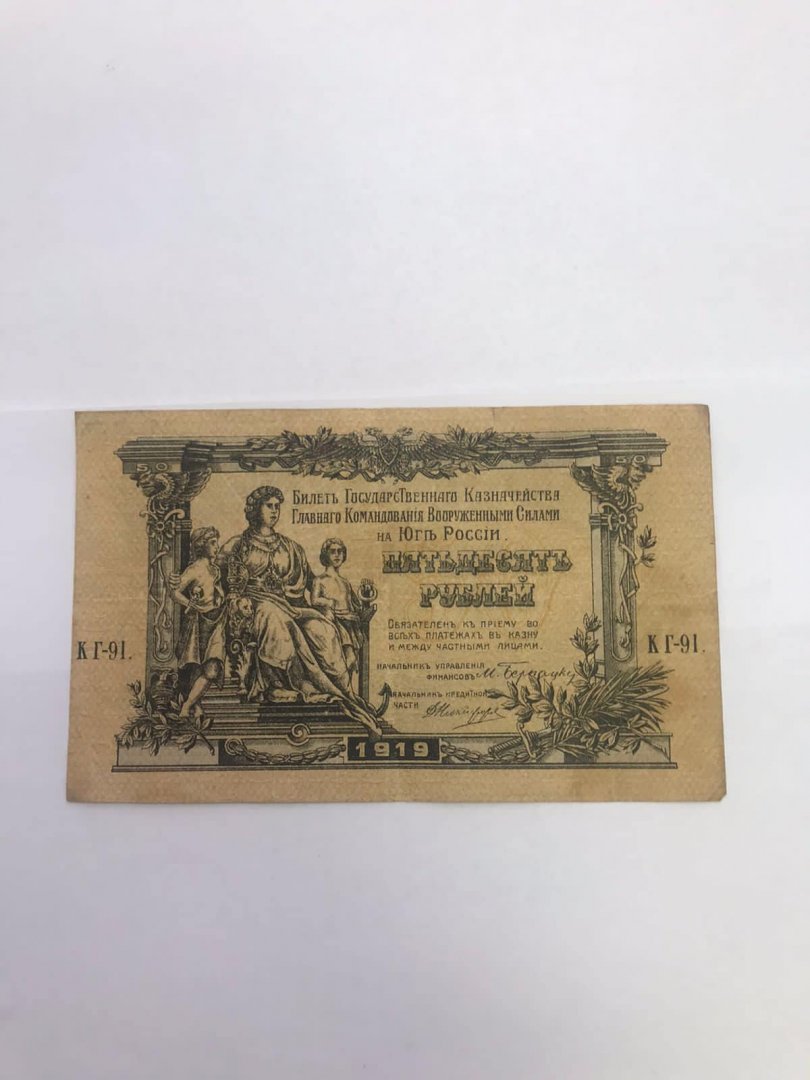 50 50
Билетъ Государственнаго Казначейства
Главнаго Командованія Вооруженными Силами
на Югѣ Россіи.
ПЯТЬДЕСЯТЪ
РУБЛЕЙ
Обязателенъ къ пріему во
всѣхъ платежахъ въ казну
и между частными лицами.
КГ-91. КГ-91.
Начальникъ управленія
финансовъ М. Бернацкій
Начальникъ кредитной
части
1919